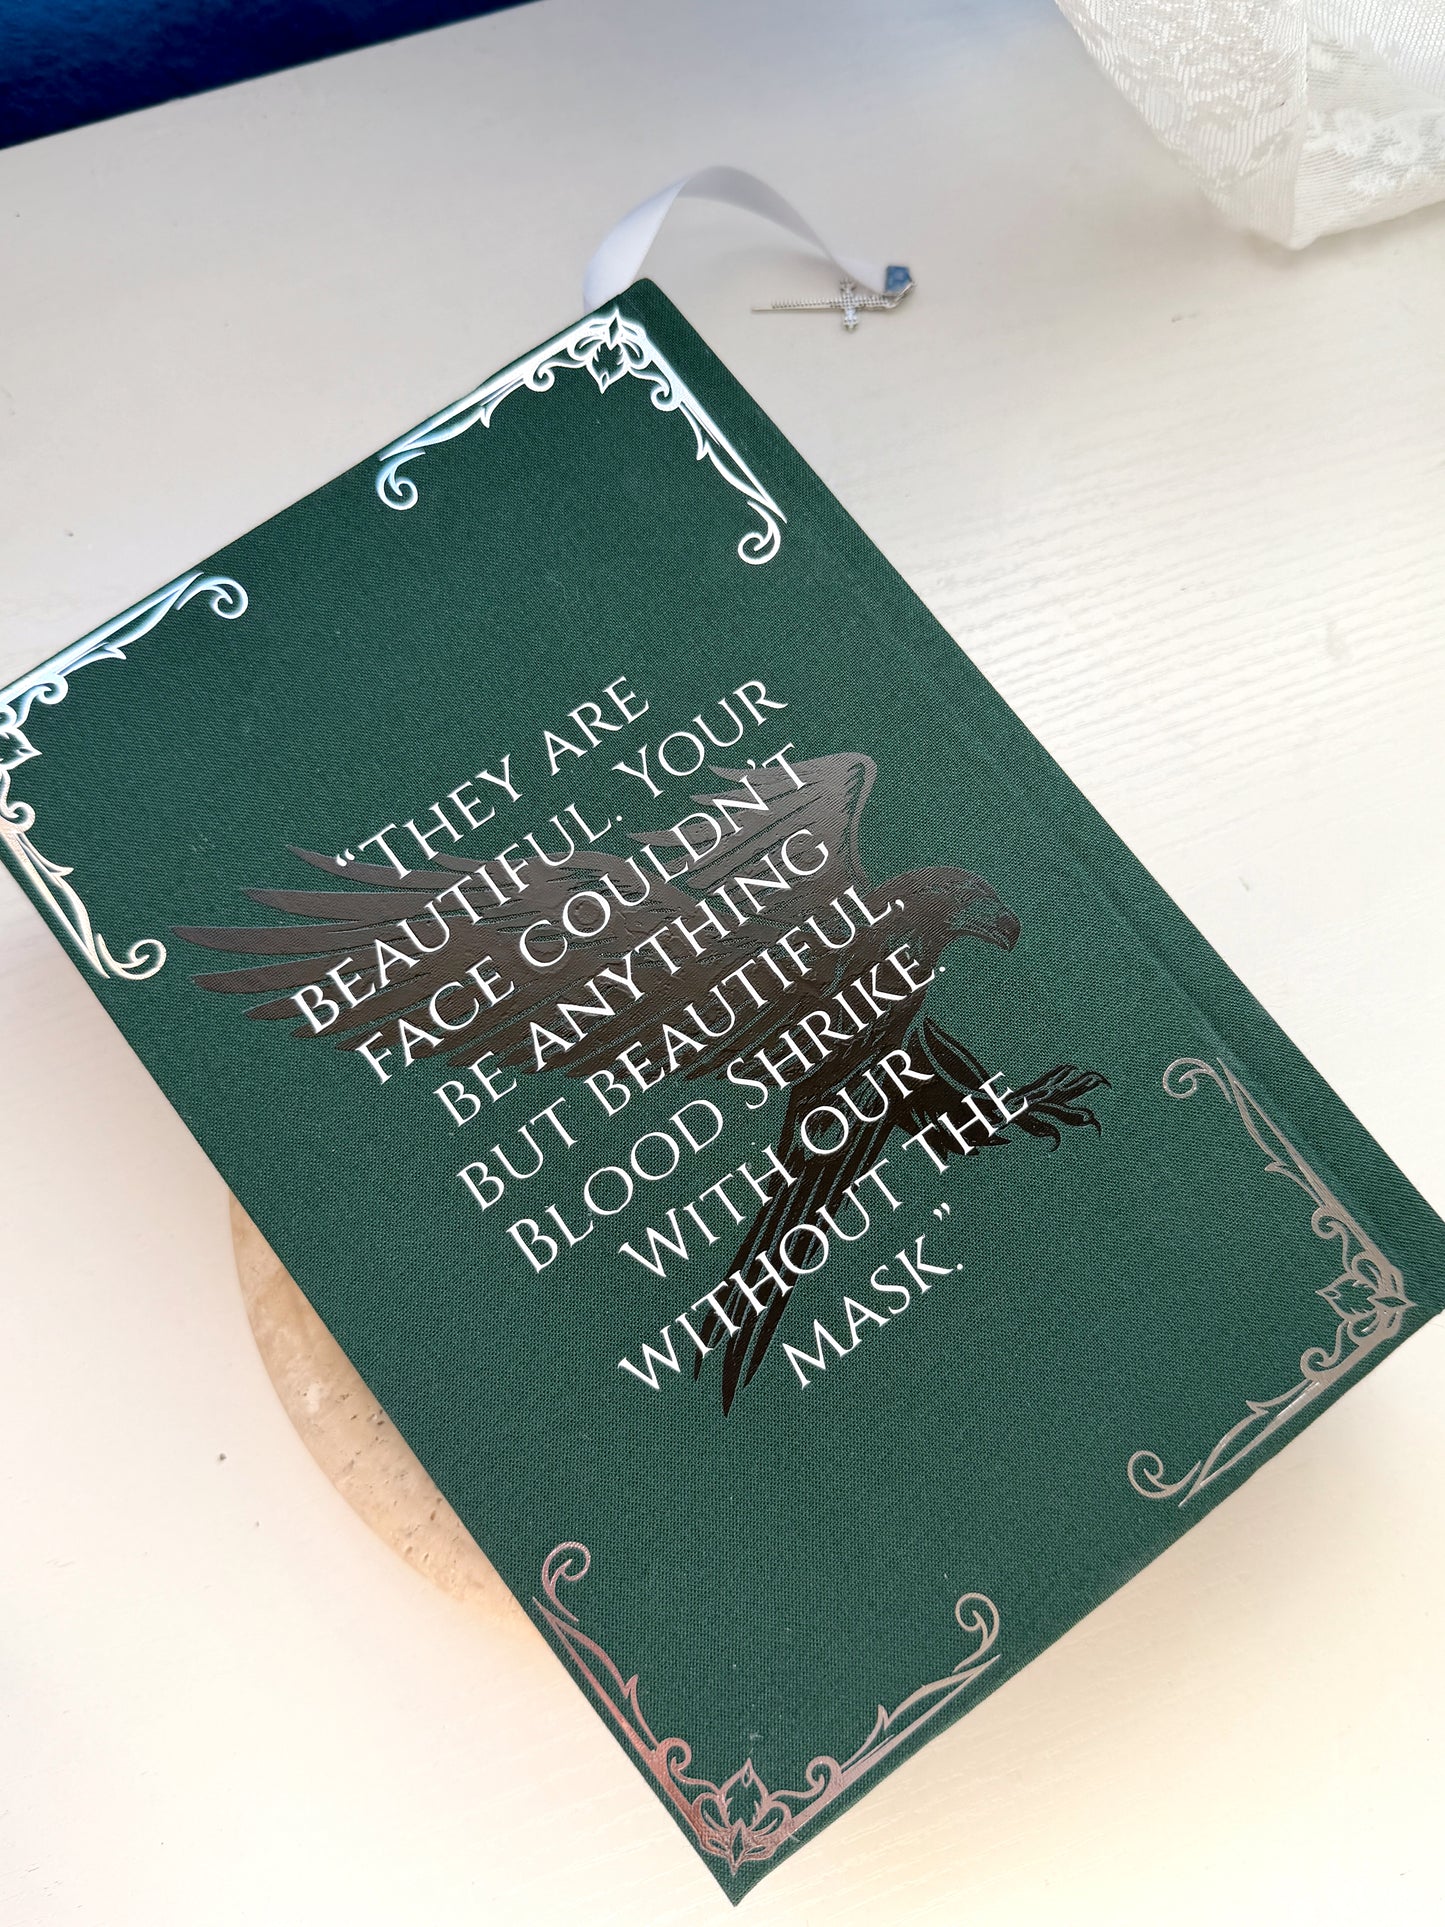 “THEY ARE
BEAUTIFUL. YOUR
FACE COULDN’T
BE ANYTHING
BUT BEAUTIFUL,
BLOOD SHRIKE.
WITH OUR
WITHOUT THE
MASK.”